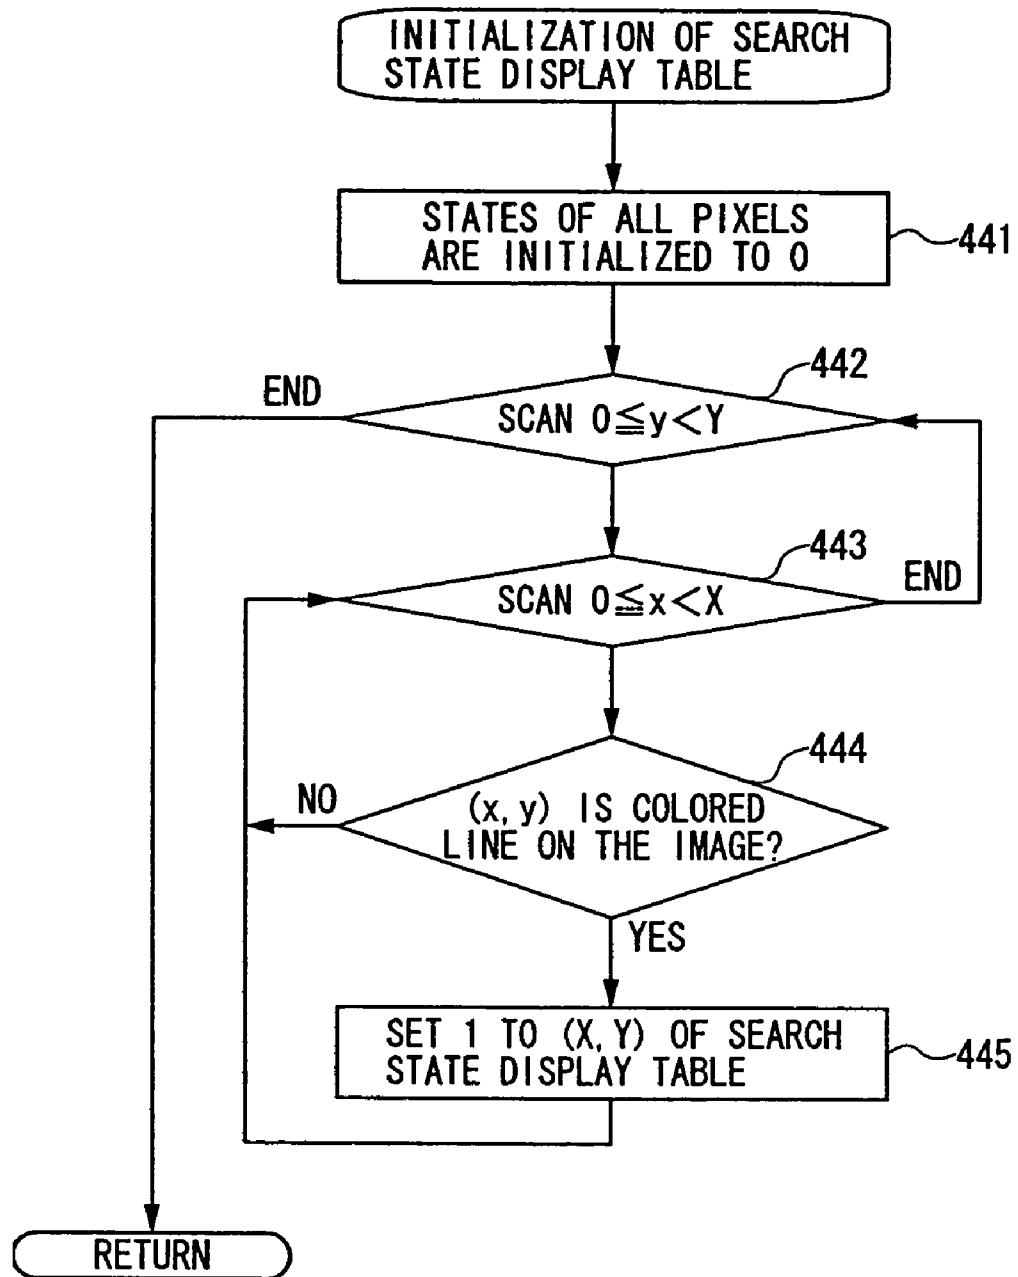 INITIALIZATION OF SEARCH
STATE DISPLAY TABLE
STATES OF ALL PIXELS
ARE INITIALIZED TO 0
441
442
END
SCAN 0≦y<Y
443
END
SCAN 0≦x<X
444
NO
(x, y) IS COLORED
LINE ON THE IMAGE?
YES
SET 1 TO (X, Y) OF SEARCH
STATE DISPLAY TABLE
445
RETURN